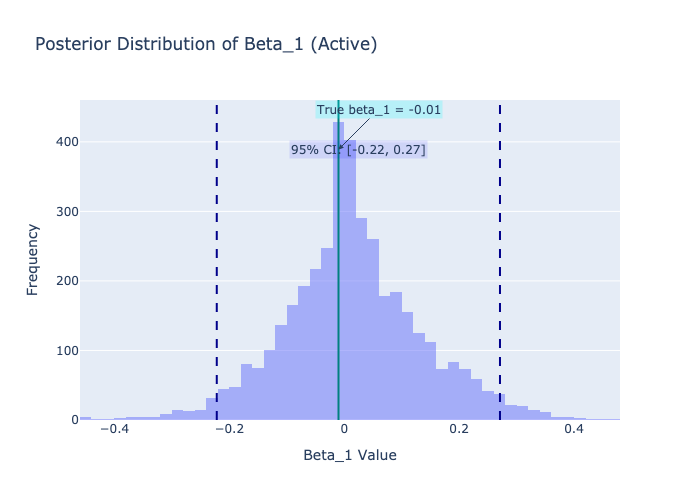 Posterior Distribution of Beta_1 (Active)
True beta_1 = -0.01
95% CI: [-0.22, 0.27]
400
300
200
100
0
Frequency
−0.4
−0.2
0
0.2
0.4
Beta_1 Value